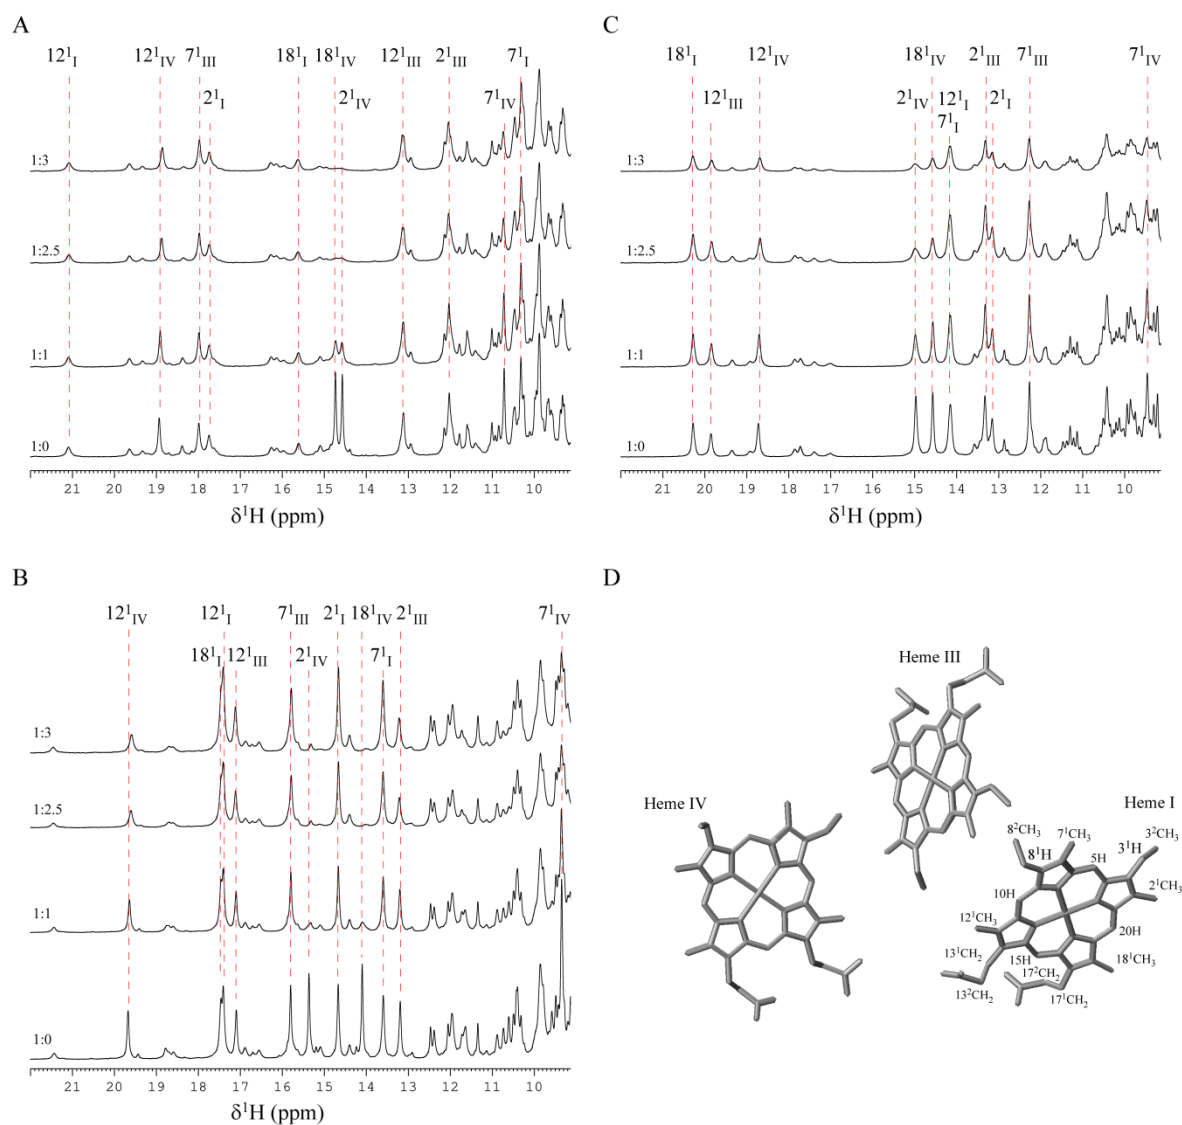 A
12¹I 12¹IV 7¹III 18¹I 18¹IV 12¹III 2¹III 7¹I
2¹I 2¹IV 7¹IV
1:3
1:2.5
1:1
1:0
21 20 19 18 17 16 15 14 13 12 11 10
δ¹H (ppm)
C
18¹I 12¹IV 18¹IV 2¹III 7¹III 7¹IV
12¹III 2¹IV 12¹I 2¹I
7¹I
1:3
1:2.5
1:1
1:0
21 20 19 18 17 16 15 14 13 12 11 10
δ¹H (ppm)
B
12¹IV 12¹I 7¹III 2¹I 18¹IV 2¹III 7¹IV
18¹I 12¹III 2¹IV 7¹I
1:3
1:2.5
1:1
1:0
21 20 19 18 17 16 15 14 13 12 11 10
δ¹H (ppm)
D
Heme III
Heme IV
Heme I
8²CH₃ 7¹CH₃ 3²CH₃
8¹H 5H 3¹H
10H 2¹CH₃
12¹CH₃ 20H
13¹CH₂ 15H 18¹CH₃
17²CH₂
13²CH₂ 17¹CH₂